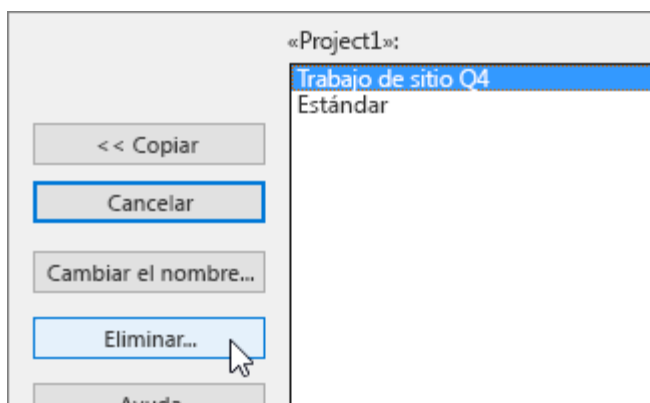 «Project1»:
Trabajo de sitio Q4
Estándar
<< Copiar
Cancelar
Cambiar el nombre...
Eliminar...